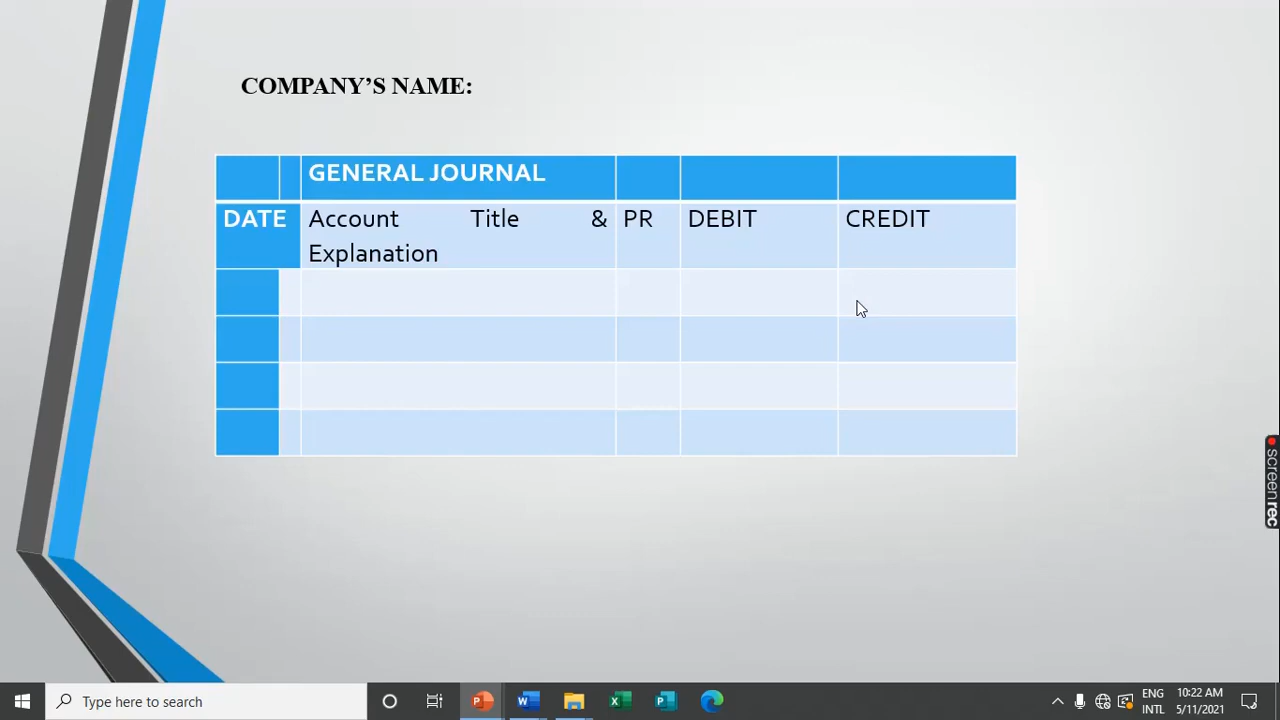 COMPANY’S NAME:
GENERAL JOURNAL
DATE Account Title & PR DEBIT CREDIT
Explanation
screenrec
Type here to search
ENG 10:22 AM
INTL 5/11/2021